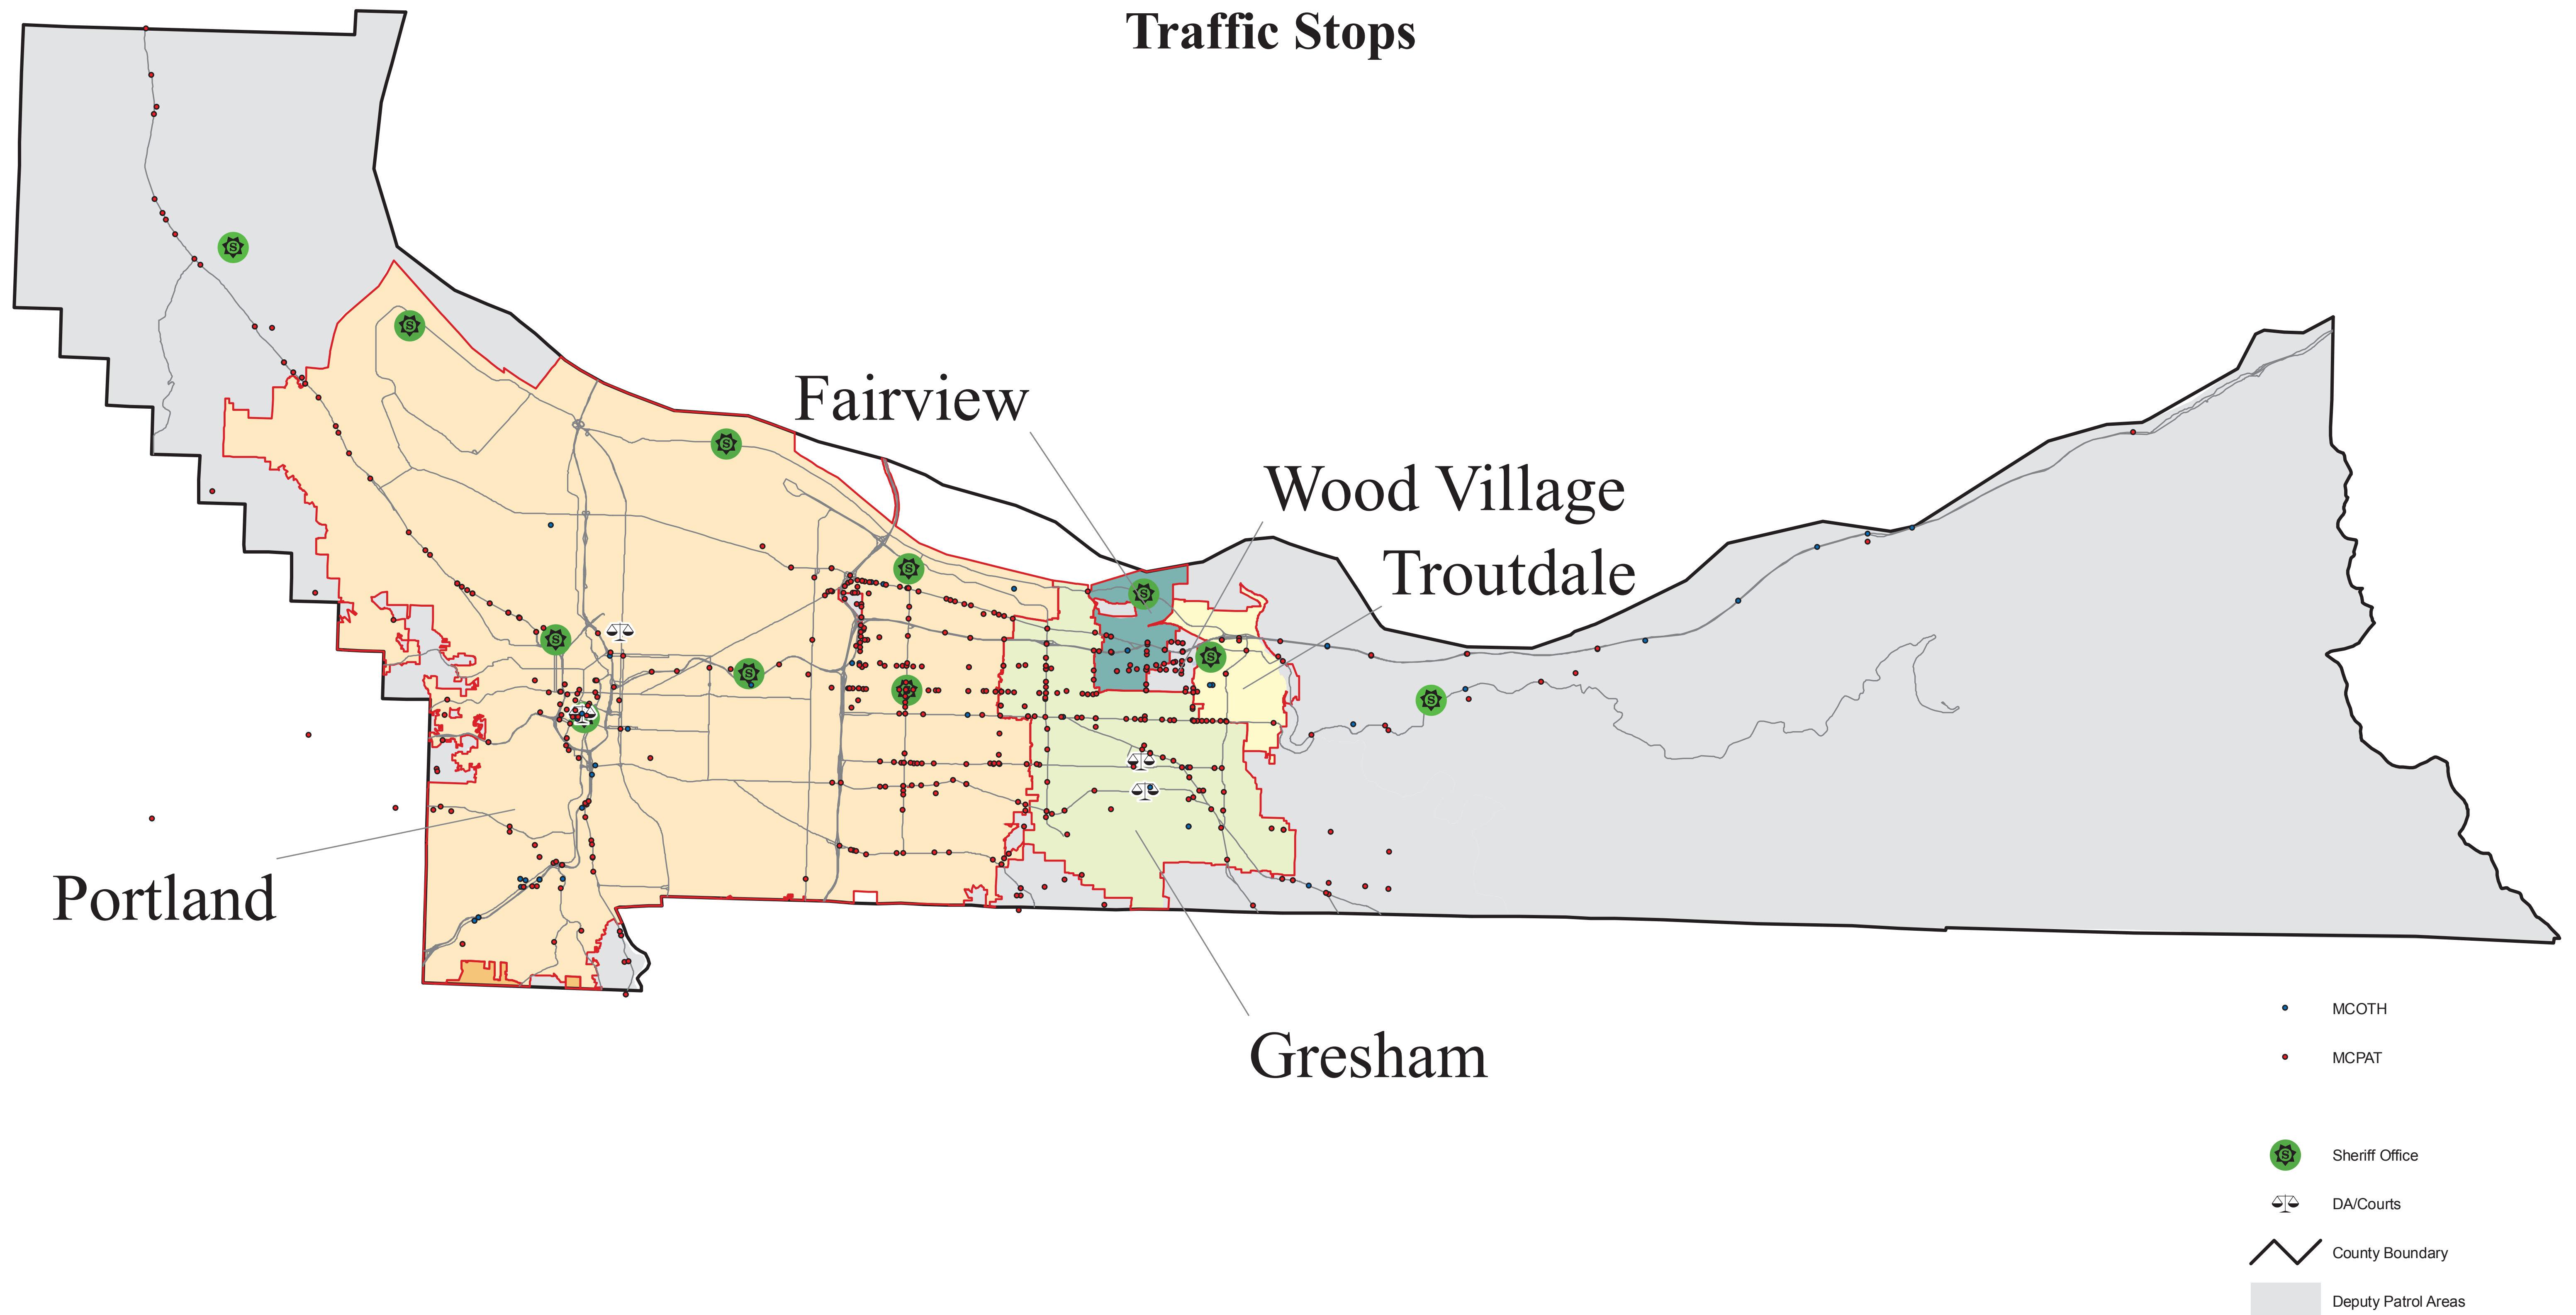 Traffic Stops
Fairview
Wood Village
Troutdale
Portland
Gresham
MCOTH
MCPAT
Sheriff Office
DA/Courts
County Boundary
Deputy Patrol Areas